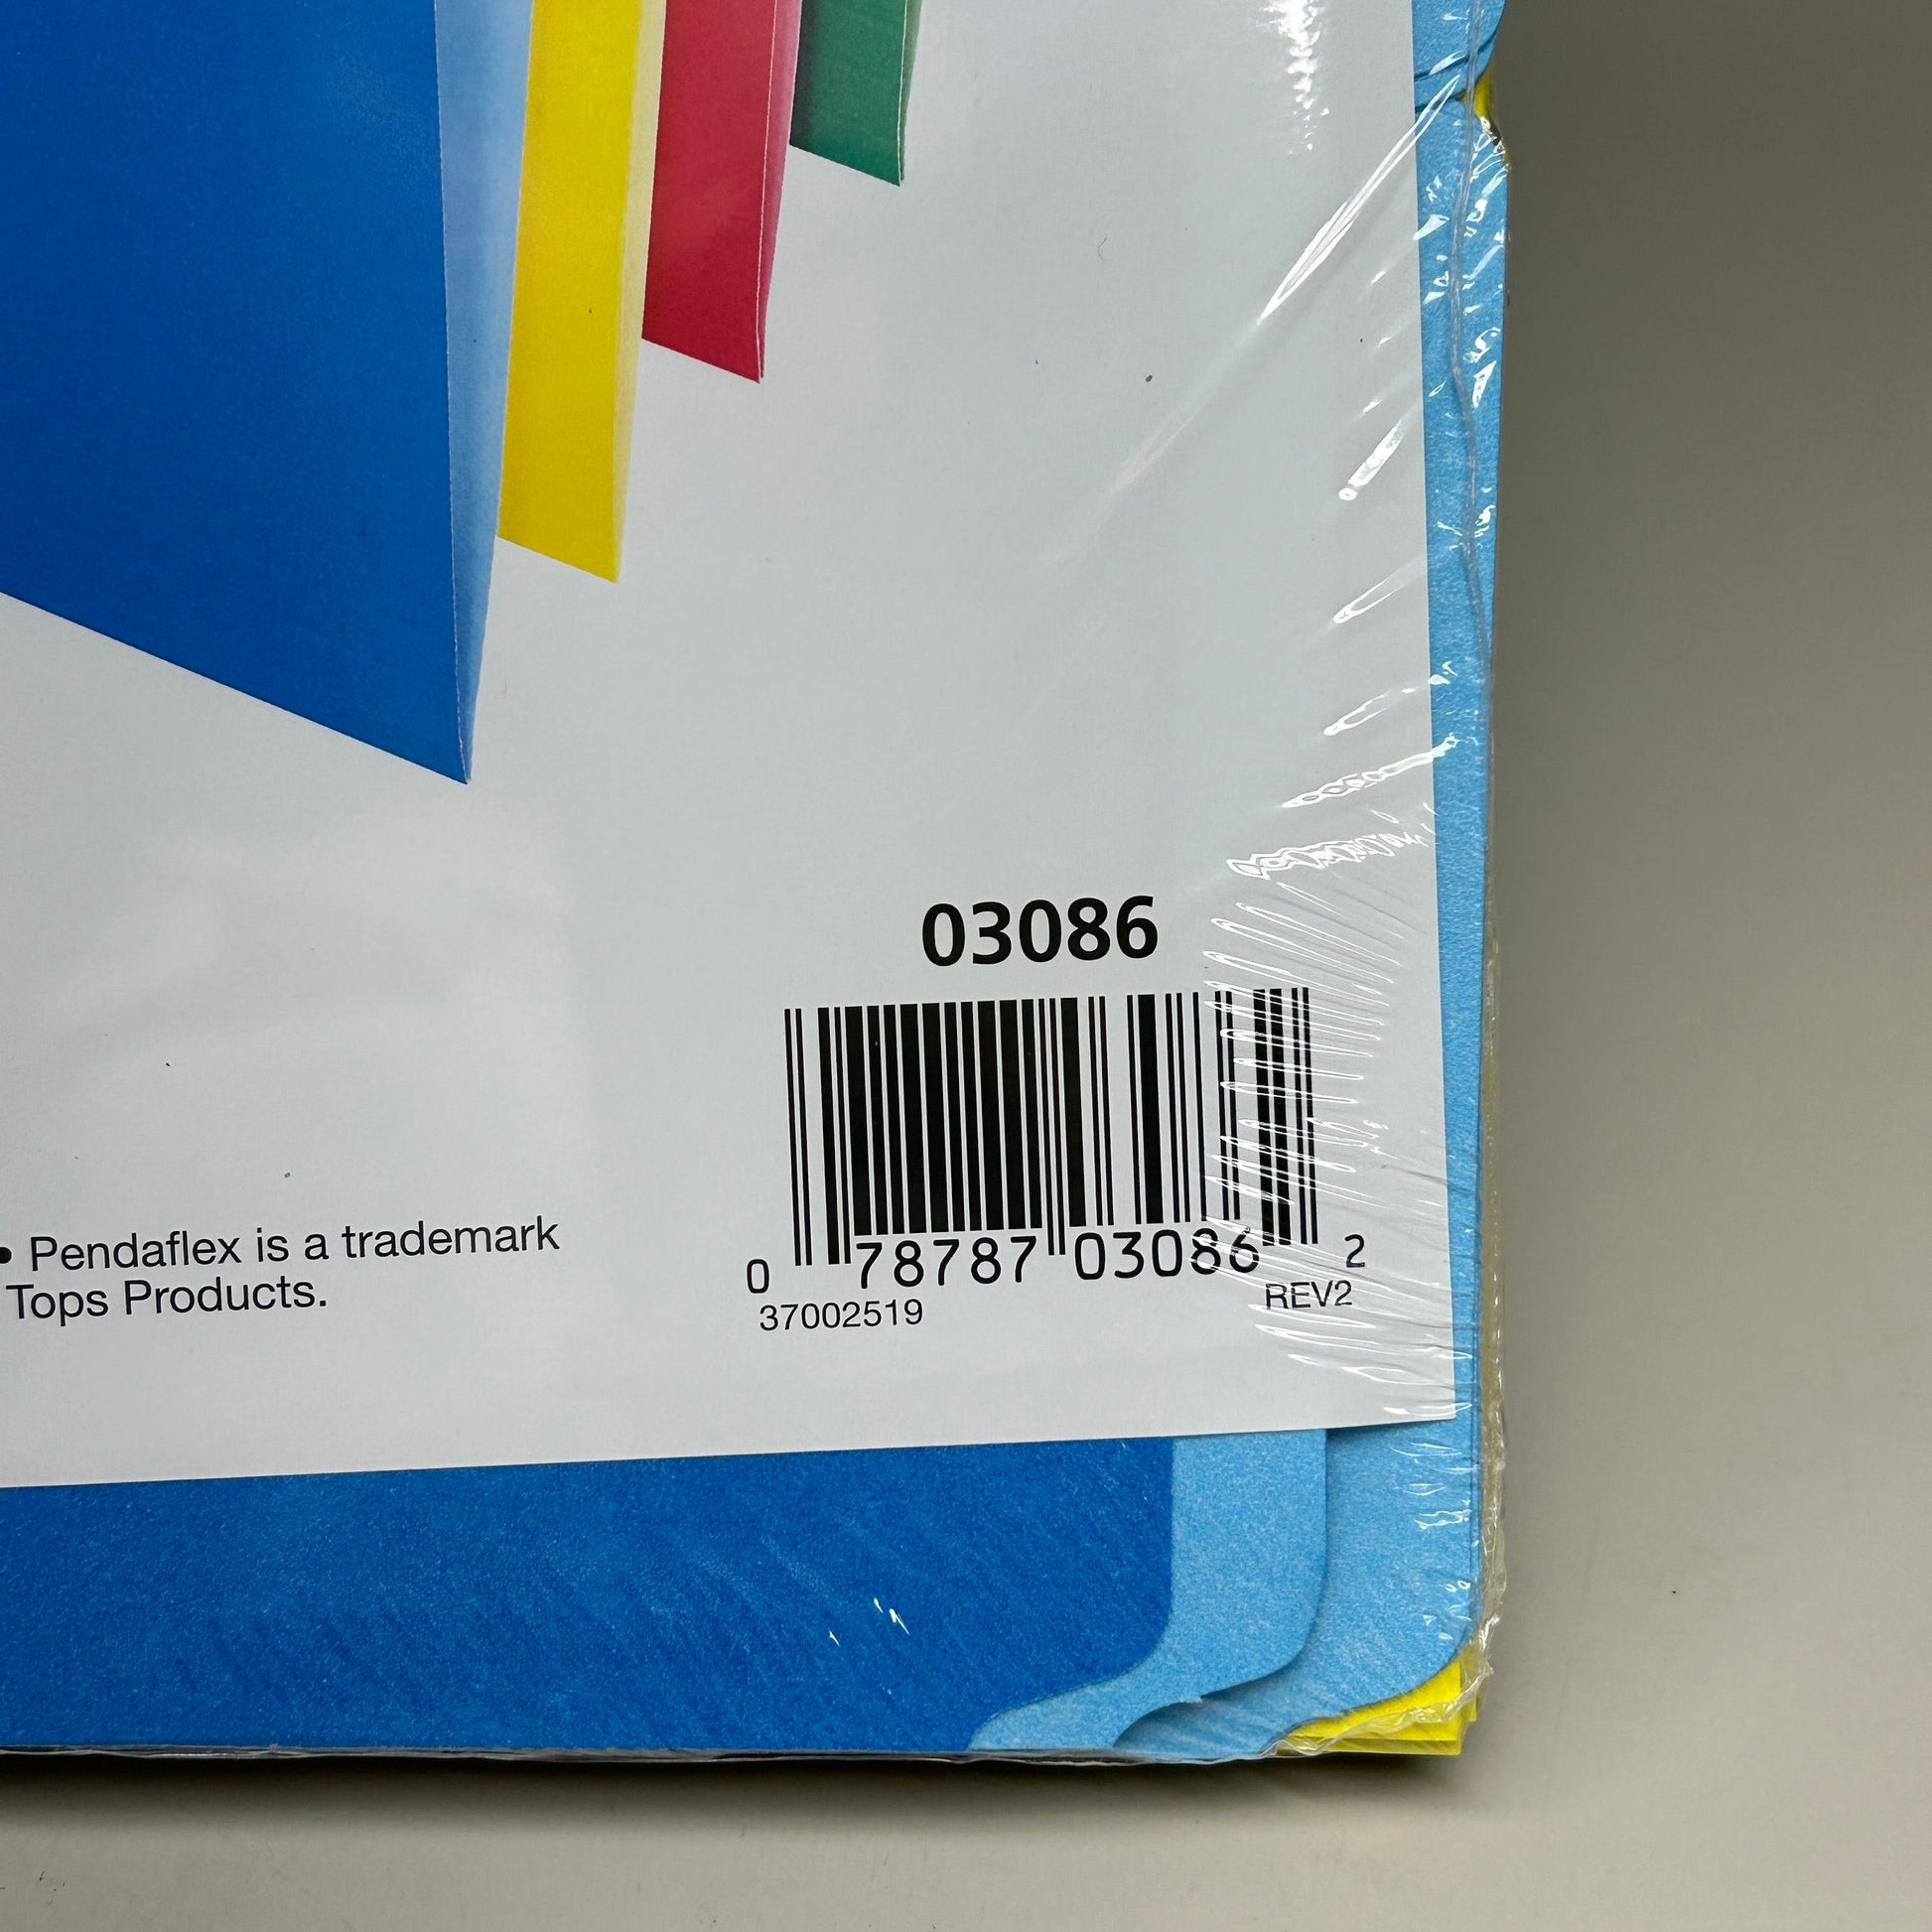 03086
• Pendaflex is a trademark
Tops Products.
0 78787 03086 2
37002519 REV2